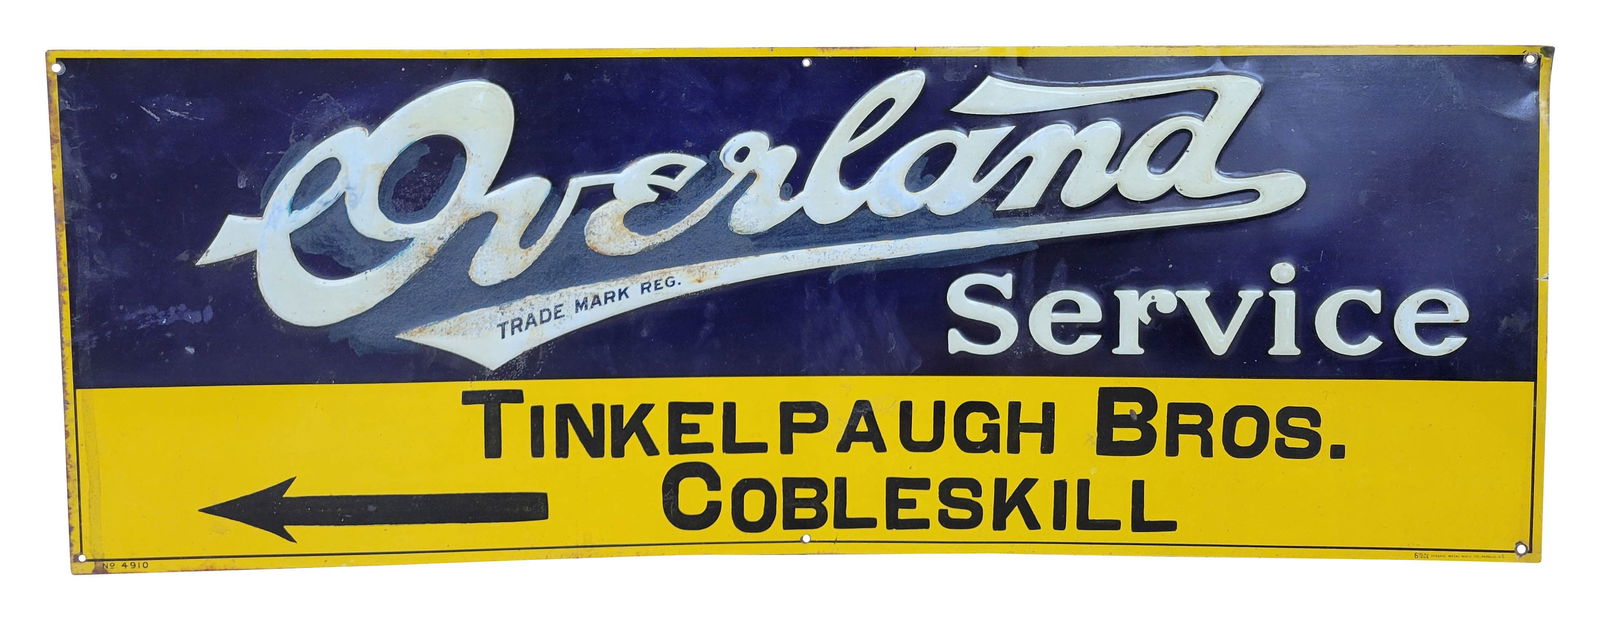 Overland
TRADE MARK REG.
Service
TINKELPAUGH BROS.
COBLESKILL
No 4910